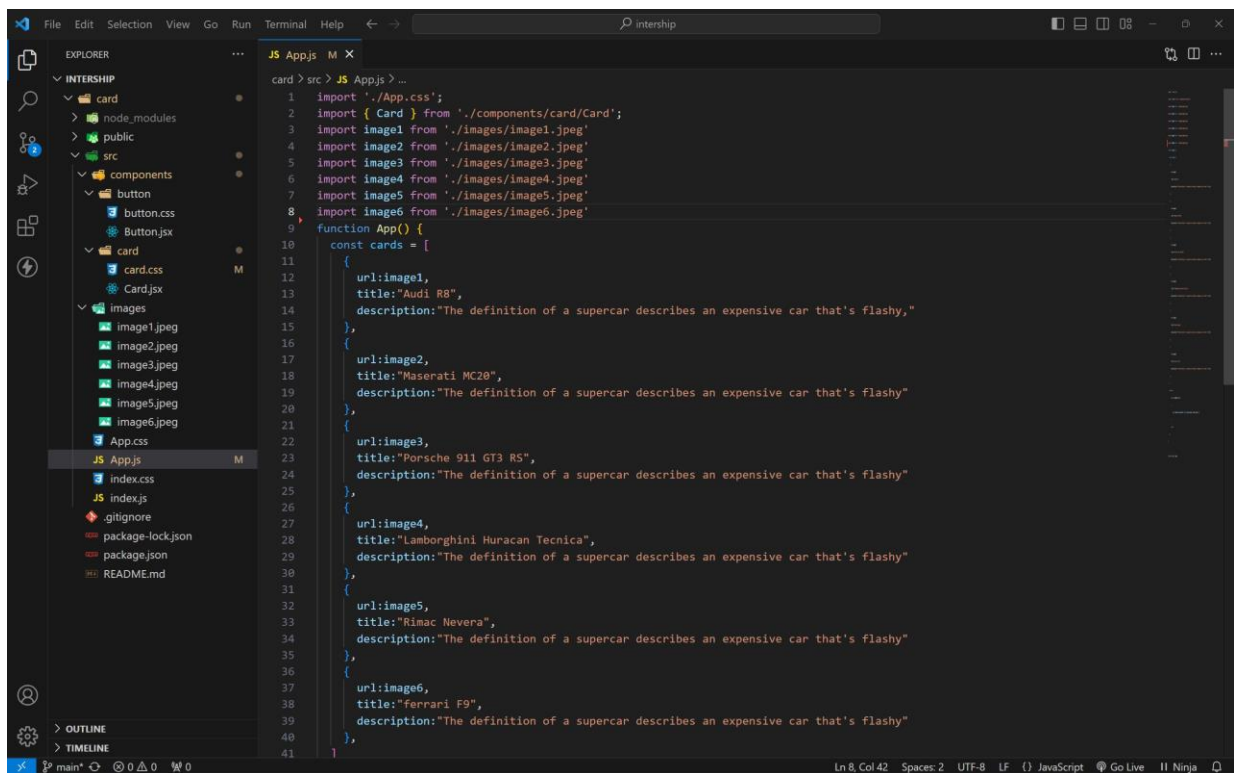 File Edit Selection View Go Run Terminal Help
intership
EXPLORER
INTERSHIP
card
node_modules
public
src
components
button
button.css
Button.jsx
card
card.css M
Card.jsx
images
image1.jpeg
image2.jpeg
image3.jpeg
image4.jpeg
image5.jpeg
image6.jpeg
App.css
JS App.js M
index.css
JS index.js
.gitignore
package-lock.json
package.json
README.md
OUTLINE
TIMELINE
2
JS App.js M
card > src > JS App.js > ...
1 import './App.css';
2 import { Card } from './components/card/Card';
3 import image1 from './images/image1.jpeg'
4 import image2 from './images/image2.jpeg'
5 import image3 from './images/image3.jpeg'
6 import image4 from './images/image4.jpeg'
7 import image5 from './images/image5.jpeg'
8 import image6 from './images/image6.jpeg'
9 function App() {
10 const cards = [
11 {
12 url:image1,
13 title:"Audi R8",
14 description:"The definition of a supercar describes an expensive car that's flashy,"
15 },
16 {
17 url:image2,
18 title:"Maserati MC20",
19 description:"The definition of a supercar describes an expensive car that's flashy"
20 },
21 {
22 url:image3,
23 title:"Porsche 911 GT3 RS",
24 description:"The definition of a supercar describes an expensive car that's flashy"
25 },
26 {
27 url:image4,
28 title:"Lamborghini Huracan Tecnica",
29 description:"The definition of a supercar describes an expensive car that's flashy"
30 },
31 {
32 url:image5,
33 title:"Rimac Nevera",
34 description:"The definition of a supercar describes an expensive car that's flashy"
35 },
36 {
37 url:image6,
38 title:"ferrari F9",
39 description:"The definition of a supercar describes an expensive car that's flashy"
40 },
41 ]
main* 0 0 0 Ln 8, Col 42 Spaces: 2 UTF-8 LF {} JavaScript Go Live Ninja